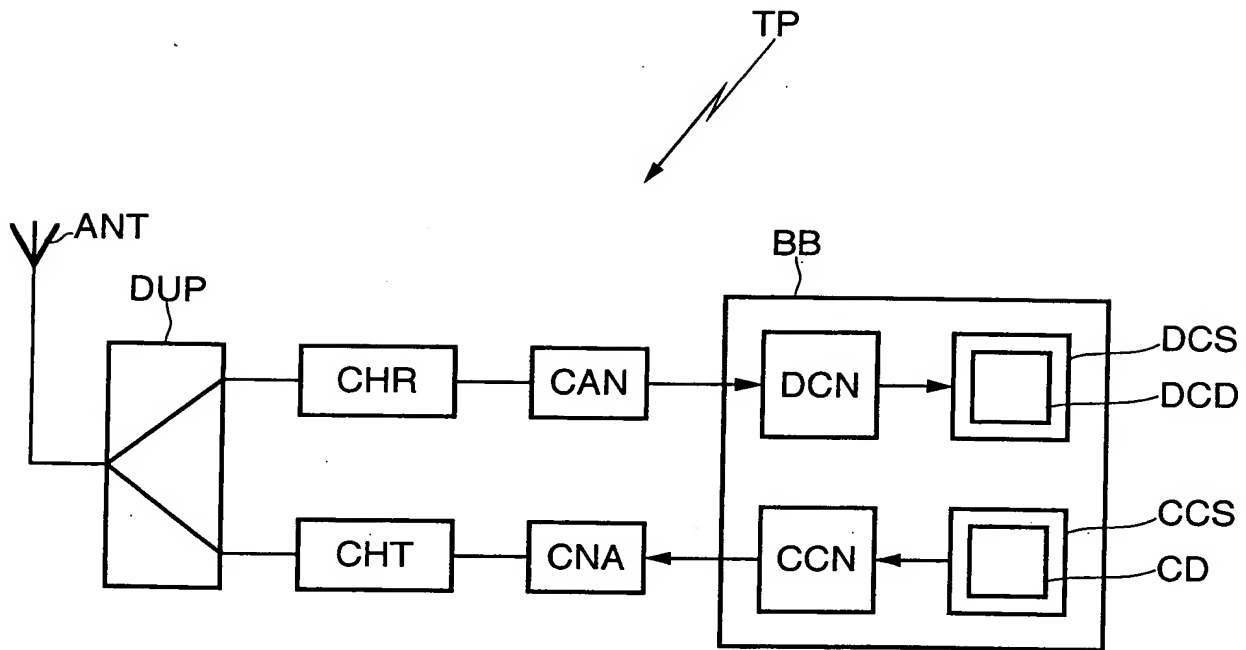 TP
ANT
DUP
BB
CHR
CAN
DCN
DCS
DCD
CHT
CNA
CCN
CCS
CD